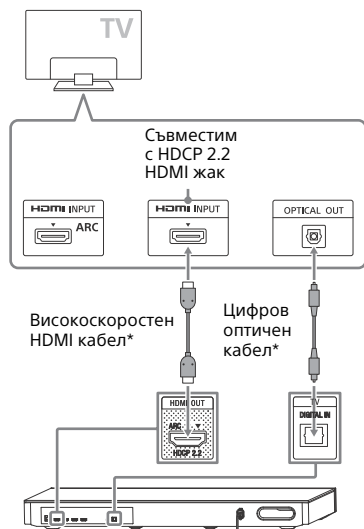 TV
Съвместим
с HDCP 2.2
HDMI жак
HDMI INPUT
ARC
HDMI INPUT
OPTICAL OUT
Високоскоростен
HDMI кабел*
Цифров
оптичен
кабел*
HDMI OUT
ARC
HDCP 2.2
TV
DIGITAL IN